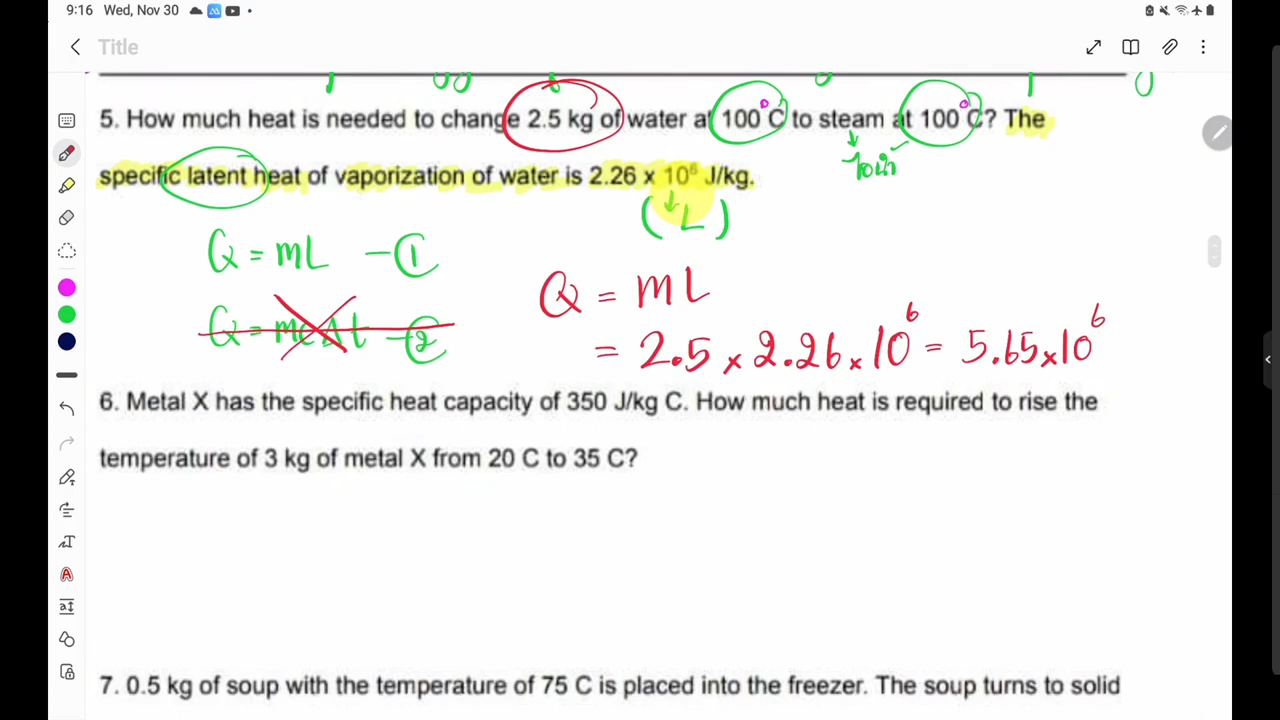 9:16 Wed, Nov 30
Title
5. How much heat is needed to change 2.5 kg of water at 100°C to steam at 100°C? The
specific latent heat of vaporization of water is 2.26 x 10⁶ J/kg.
(L)
Q = mL – ①
Q = mcΔt – ②
Q = mL
= 2.5 x 2.26 x 10⁶ = 5.65 x 10⁶
6. Metal X has the specific heat capacity of 350 J/kg C. How much heat is required to rise the
temperature of 3 kg of metal X from 20 C to 35 C?
7. 0.5 kg of soup with the temperature of 75 C is placed into the freezer. The soup turns to solid